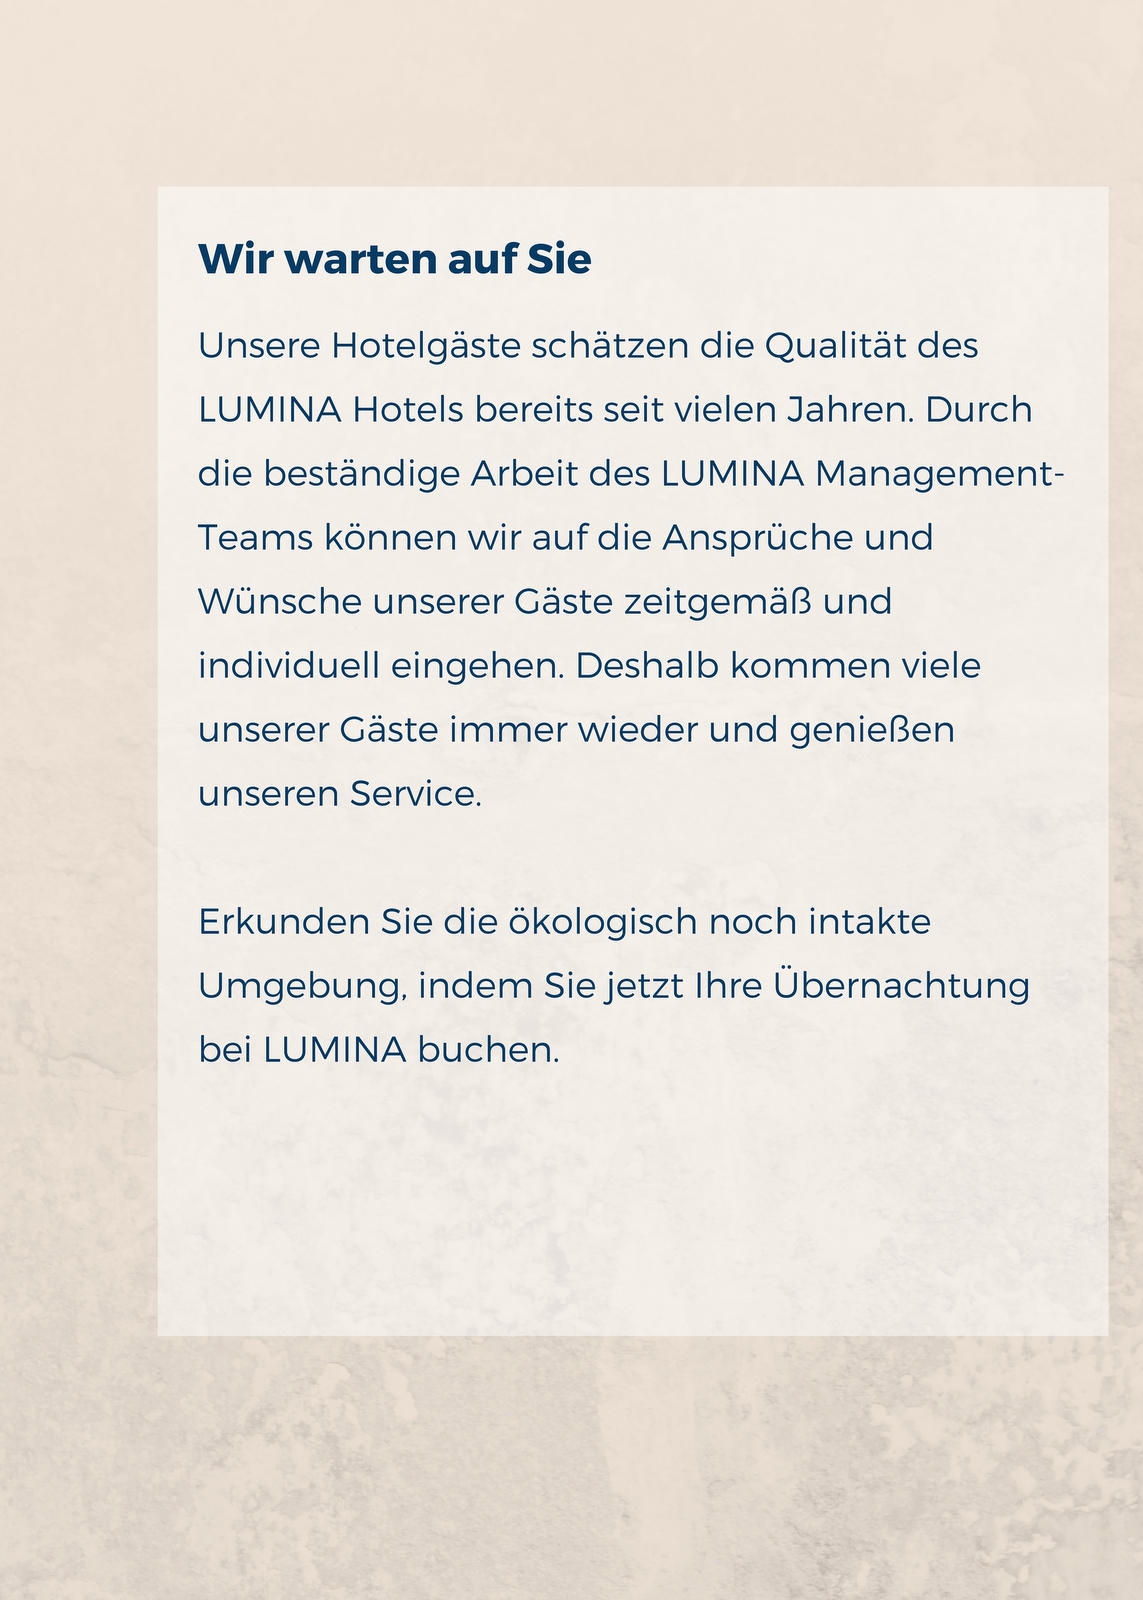 Wir warten auf Sie
Unsere Hotelgäste schätzen die Qualität des
LUMINA Hotels bereits seit vielen Jahren. Durch
die beständige Arbeit des LUMINA Management-
Teams können wir auf die Ansprüche und
Wünsche unserer Gäste zeitgemäß und
individuell eingehen. Deshalb kommen viele
unserer Gäste immer wieder und genießen
unseren Service.
Erkunden Sie die ökologisch noch intakte
Umgebung, indem Sie jetzt Ihre Übernachtung
bei LUMINA buchen.